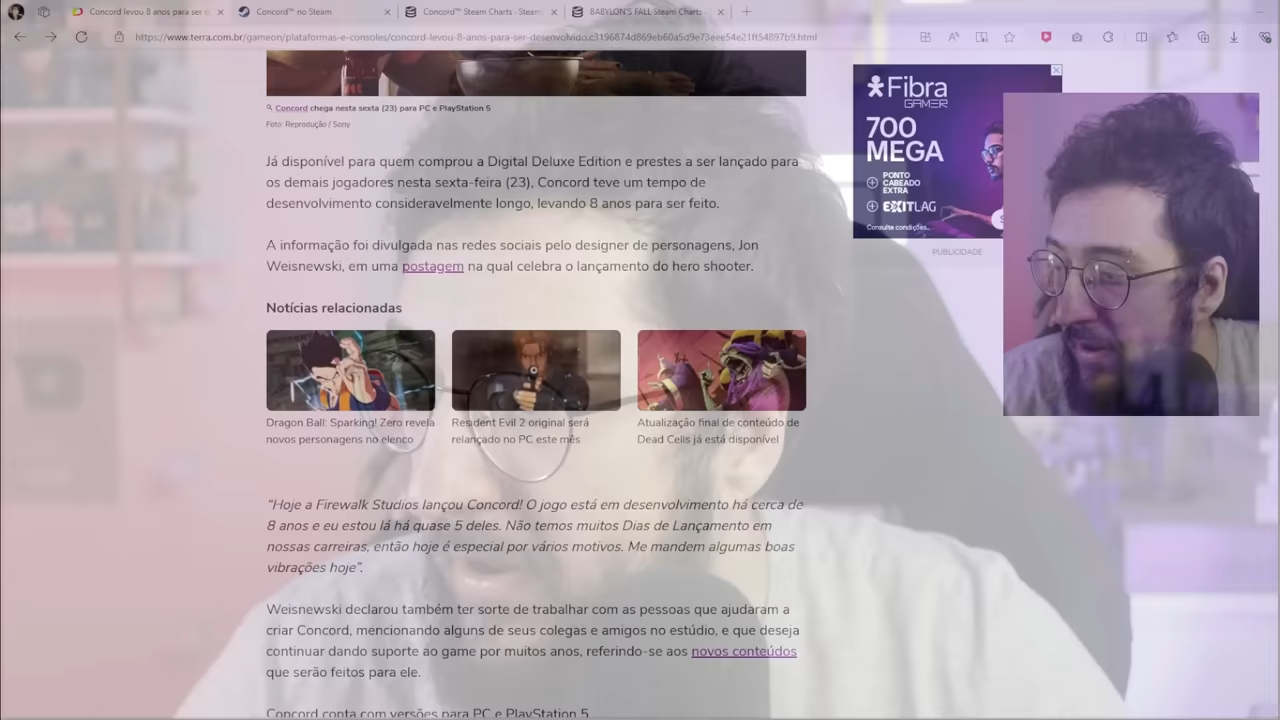 Concord levou 8 anos para ser d
Concord™ no Steam
Concord™ Steam Charts · Steam
BABYLON'S FALL Steam Charts
https://www.terra.com.br/gameon/plataformas-e-consoles/concord-levou-8-anos-para-ser-desenvolvido,c3196874d869eb60a5d9e73eee54e21ft54897b9.html
Concord chega nesta sexta (23) para PC e PlayStation 5
Foto: Reprodução / Sony
Fibra
GAMER
700
MEGA
PONTO
CABEADO
EXTRA
EXITLAG
Consulte condições..
PUBLICIDADE
Já disponível para quem comprou a Digital Deluxe Edition e prestes a ser lançado para
os demais jogadores nesta sexta-feira (23), Concord teve um tempo de
desenvolvimento consideravelmente longo, levando 8 anos para ser feito.
A informação foi divulgada nas redes sociais pelo designer de personagens, Jon
Weisnewski, em uma postagem na qual celebra o lançamento do hero shooter.
Notícias relacionadas
Dragon Ball: Sparking! Zero revela
novos personagens no elenco
Resident Evil 2 original será
relançado no PC este mês
Atualização final de conteúdo de
Dead Cells já está disponível
“Hoje a Firewalk Studios lançou Concord! O jogo está em desenvolvimento há cerca de
8 anos e eu estou lá há quase 5 deles. Não temos muitos Dias de Lançamento em
nossas carreiras, então hoje é especial por vários motivos. Me mandem algumas boas
vibrações hoje”.
Weisnewski declarou também ter sorte de trabalhar com as pessoas que ajudaram a
criar Concord, mencionando alguns de seus colegas e amigos no estúdio, e que deseja
continuar dando suporte ao game por muitos anos, referindo-se aos novos conteúdos
que serão feitos para ele.
Concord conta com versões para PC e PlayStation 5.